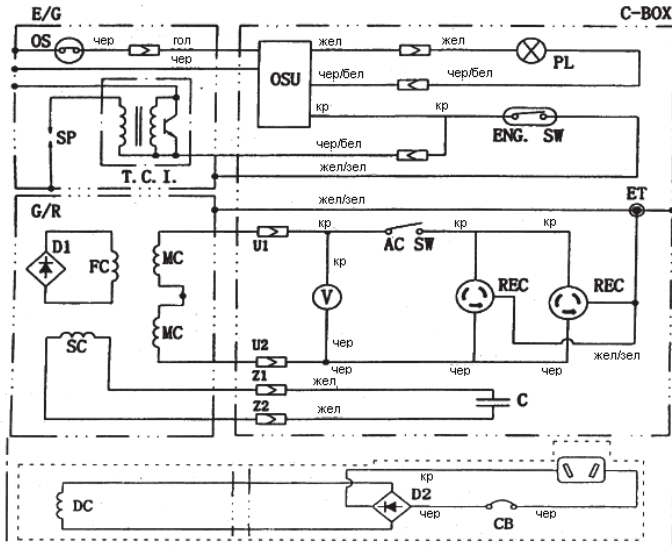 E/G C-BOX
OS чер гол жел жел
чер PL
OSU чер/бел чер/бел
кр кр
SP ENG. SW
чер/бел
T.C.I. жел/зел
жел/зел ET
G/R кр кр кр
D1 U1 AC SW
FC MC кр
V REC REC
MC
SC U2 чер жел/зел
чер чер чер
Z1 жел
Z2 жел C
кр
DC D2
чер чер
CB